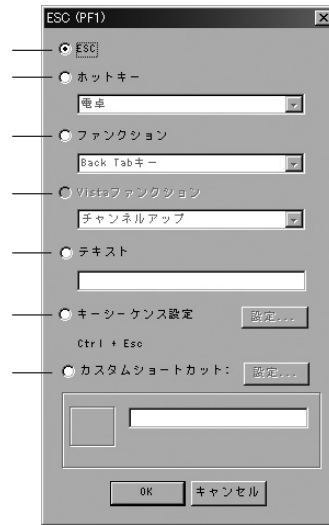 ESC (PF1)
ESC
ホットキー
電卓
ファンクション
Back Tabキー
Vistaファンクション
チャンネルアップ
テキスト
キーシーケンス設定 設定...
Ctrl + Esc
カスタムショートカット: 設定...
OK キャンセル